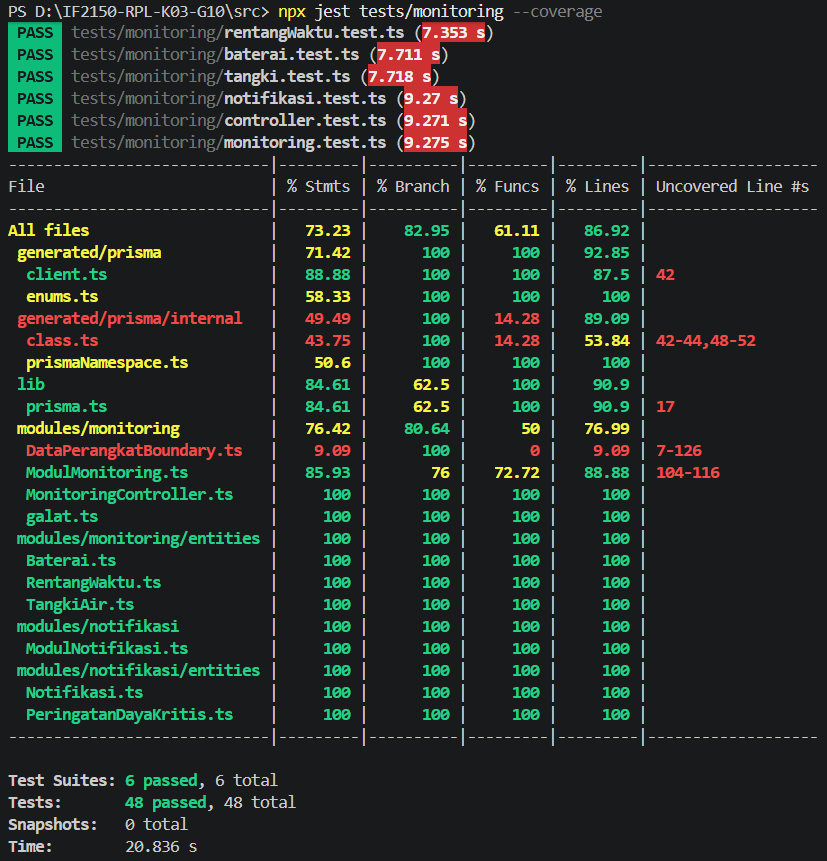 PS D:\IF2150-RPL-K03-G10\src> npx jest tests/monitoring --coverage
PASS tests/monitoring/rentangWaktu.test.ts (7.353 s)
PASS tests/monitoring/baterai.test.ts (7.711 s)
PASS tests/monitoring/tangki.test.ts (7.718 s)
PASS tests/monitoring/notifikasi.test.ts (9.27 s)
PASS tests/monitoring/controller.test.ts (9.271 s)
PASS tests/monitoring/monitoring.test.ts (9.275 s)
----------------------------|---------|----------|---------|---------|-------------------
File                        | % Stmts | % Branch | % Funcs | % Lines | Uncovered Line #s
----------------------------|---------|----------|---------|---------|-------------------
All files                   |   73.23 |    82.95 |   61.11 |   86.92 |
 generated/prisma           |   71.42 |      100 |     100 |   92.85 |
  client.ts                 |   88.88 |      100 |     100 |    87.5 | 42
  enums.ts                  |   58.33 |      100 |     100 |     100 |
 generated/prisma/internal  |   49.49 |      100 |   14.28 |   89.09 |
  class.ts                  |   43.75 |      100 |   14.28 |   53.84 | 42-44,48-52
  prismaNamespace.ts        |    50.6 |      100 |     100 |     100 |
 lib                        |   84.61 |     62.5 |     100 |    90.9 |
  prisma.ts                 |   84.61 |     62.5 |     100 |    90.9 | 17
 modules/monitoring         |   76.42 |    80.64 |      50 |   76.99 |
  DataPerangkatBoundary.ts  |    9.09 |      100 |       0 |    9.09 | 7-126
  ModulMonitoring.ts        |   85.93 |       76 |   72.72 |   88.88 | 104-116
  MonitoringController.ts   |     100 |      100 |     100 |     100 |
  galat.ts                  |     100 |      100 |     100 |     100 |
 modules/monitoring/entities |     100 |      100 |     100 |     100 |
  Baterai.ts                |     100 |      100 |     100 |     100 |
  RentangWaktu.ts           |     100 |      100 |     100 |     100 |
  TangkiAir.ts              |     100 |      100 |     100 |     100 |
 modules/notifikasi         |     100 |      100 |     100 |     100 |
  ModulNotifikasi.ts        |     100 |      100 |     100 |     100 |
 modules/notifikasi/entities |     100 |      100 |     100 |     100 |
  Notifikasi.ts             |     100 |      100 |     100 |     100 |
  PeringatanDayaKritis.ts   |     100 |      100 |     100 |     100 |
----------------------------|---------|----------|---------|---------|-------------------
Test Suites: 6 passed, 6 total
Tests:       48 passed, 48 total
Snapshots:   0 total
Time:        20.836 s